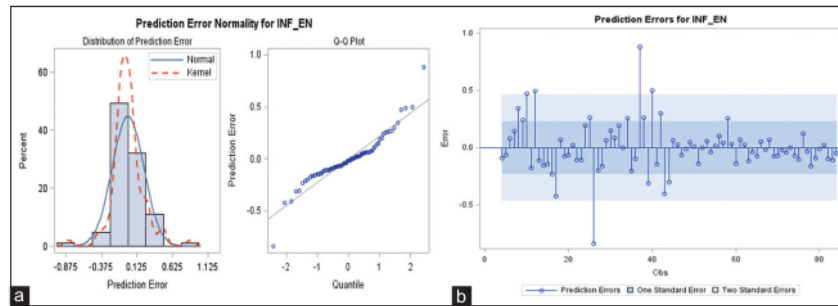 Prediction Error Normality for INF_EN
Distribution of Prediction Error
Normal
Kernel
Percent
60
40
20
0
-0.875 -0.375 0.125 0.625 1.125
Prediction Error
Q-Q Plot
Prediction Error
1.0
0.5
0.0
-0.5
-2 -1 0 1 2
Quantile
a
Prediction Errors for INF_EN
Error
1.0
0.5
0.0
-0.5
0 20 40 60 80
Obs
Prediction Errors One Standard Error Two Standard Errors
b